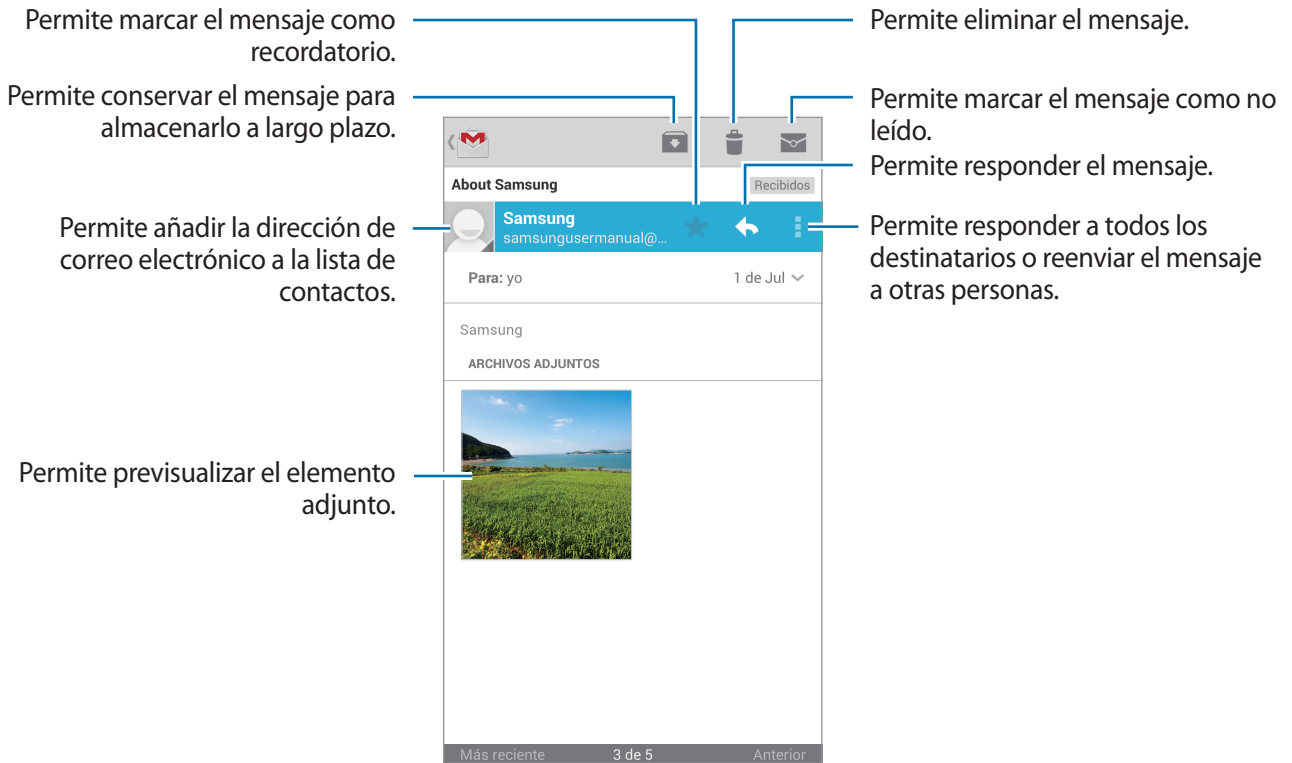 Permite marcar el mensaje como
recordatorio.
Permite conservar el mensaje para
almacenarlo a largo plazo.
Permite añadir la dirección de
correo electrónico a la lista de
contactos.
Permite previsualizar el elemento
adjunto.
About Samsung
Recibidos
Samsung
samsungusermanual@...
Para: yo
1 de Jul
Samsung
ARCHIVOS ADJUNTOS
Más reciente
3 de 5
Anterior
Permite eliminar el mensaje.
Permite marcar el mensaje como no
leído.
Permite responder el mensaje.
Permite responder a todos los
destinatarios o reenviar el mensaje
a otras personas.